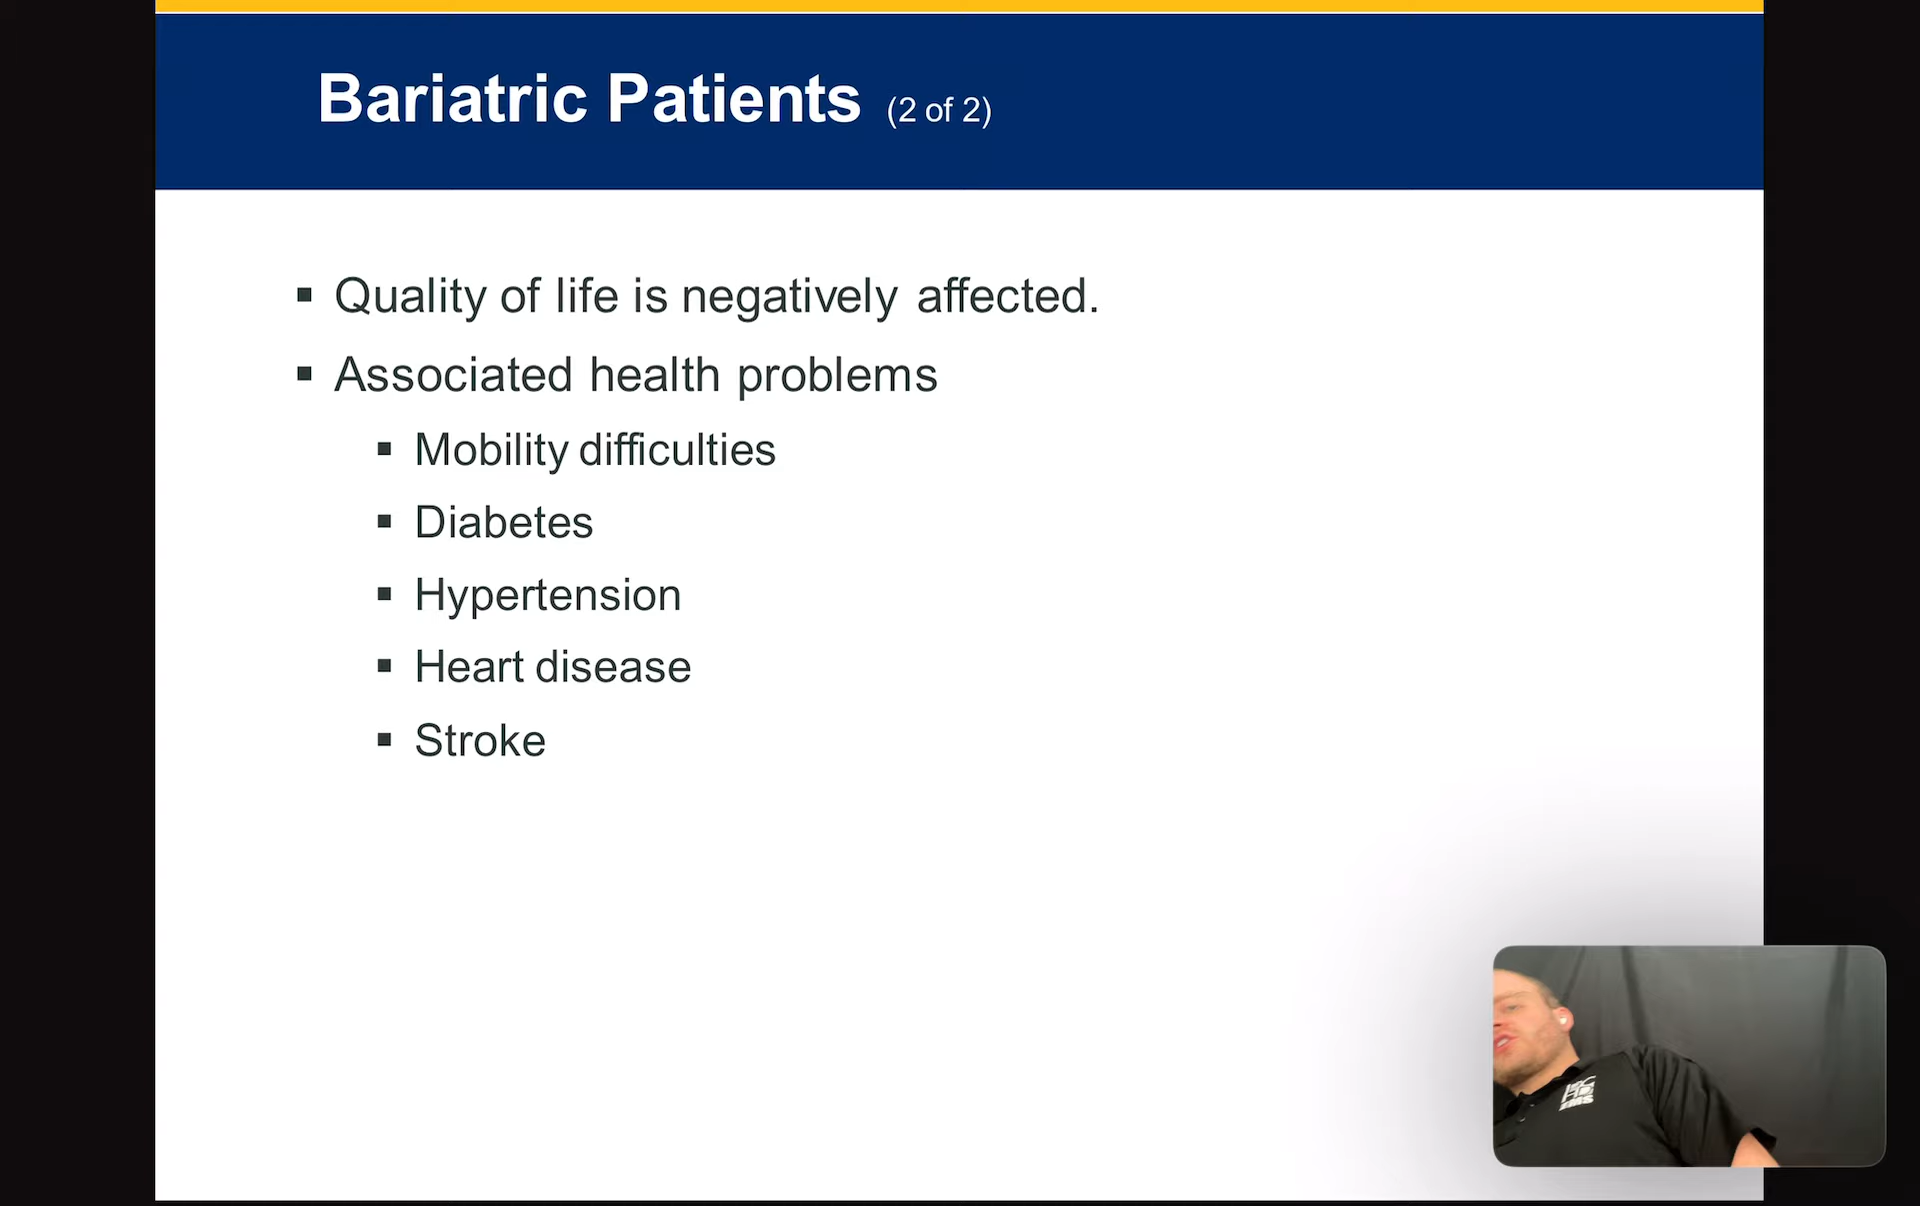 Bariatric Patients (2 of 2)
Quality of life is negatively affected.
Associated health problems
Mobility difficulties
Diabetes
Hypertension
Heart disease
Stroke
EMS